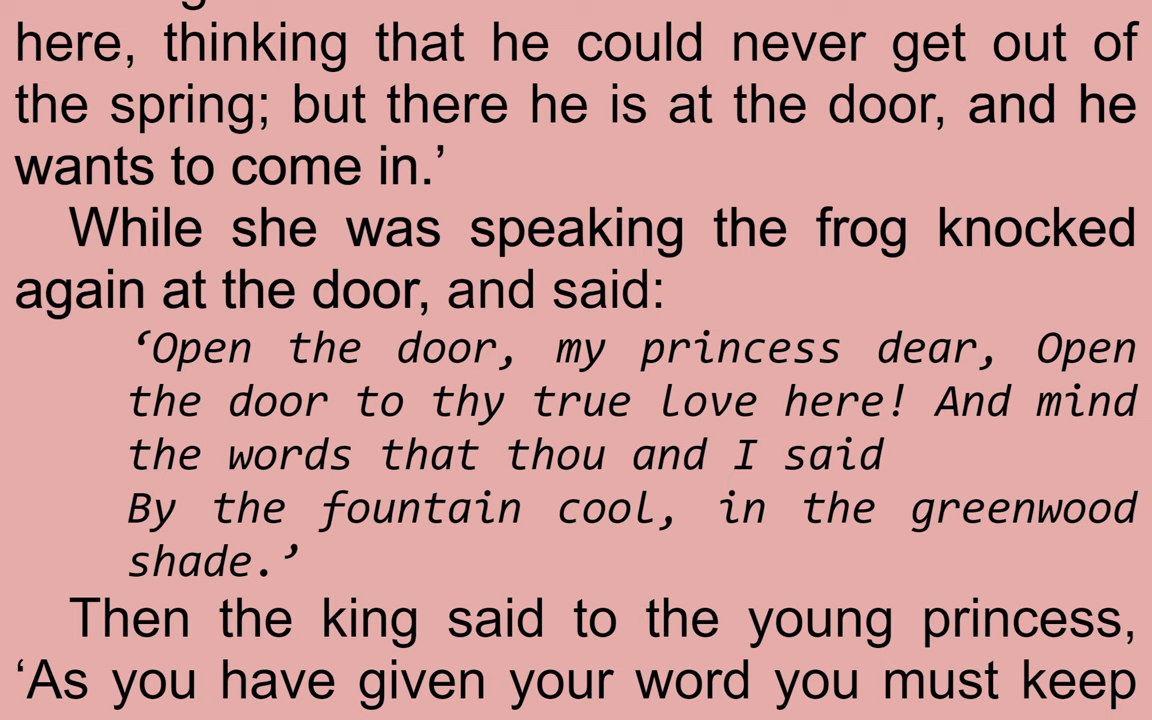 here, thinking that he could never get out of
the spring; but there he is at the door, and he
wants to come in.’
While she was speaking the frog knocked
again at the door, and said:
‘Open the door, my princess dear, Open
the door to thy true love here! And mind
the words that thou and I said
By the fountain cool, in the greenwood
shade.’
Then the king said to the young princess,
‘As you have given your word you must keep